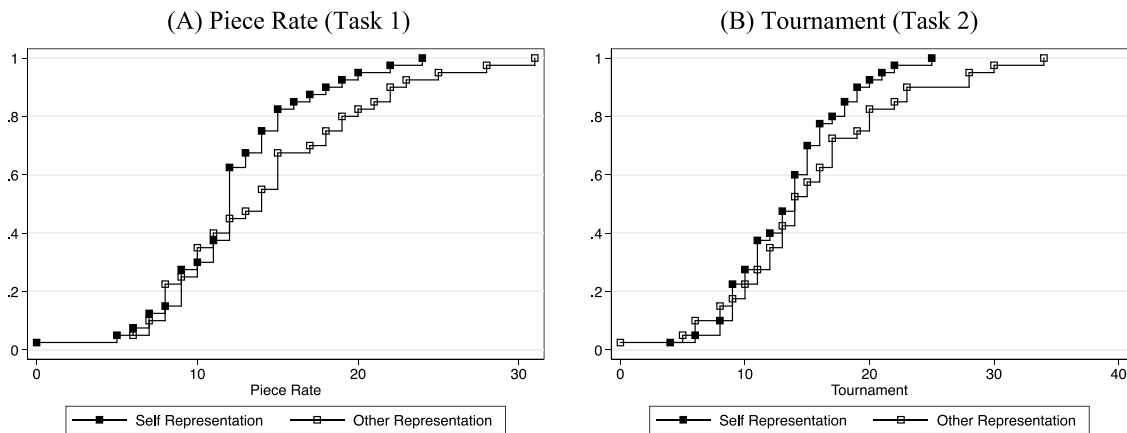 (A) Piece Rate (Task 1)
1
.8
.6
.4
.2
0
0 10 20 30
Piece Rate
Self Representation Other Representation
(B) Tournament (Task 2)
1
.8
.6
.4
.2
0
0 10 20 30 40
Tournament
Self Representation Other Representation